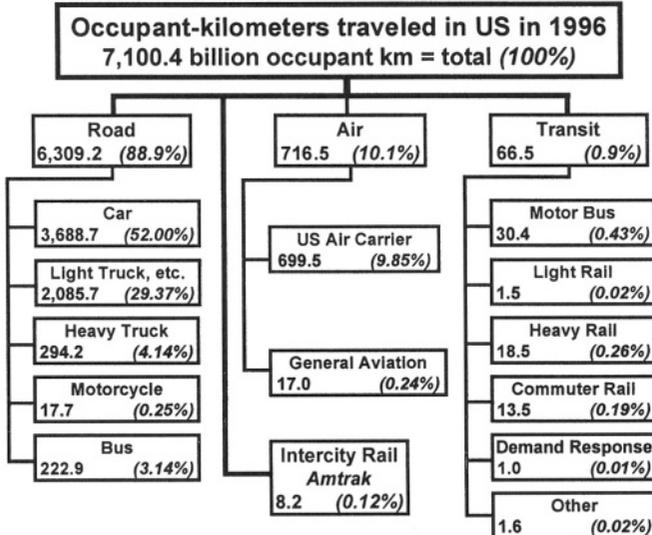 Occupant-kilometers traveled in US in 1996
7,100.4 billion occupant km = total (100%)
Road
6,309.2 (88.9%)
Car
3,688.7 (52.00%)
Light Truck, etc.
2,085.7 (29.37%)
Heavy Truck
294.2 (4.14%)
Motorcycle
17.7 (0.25%)
Bus
222.9 (3.14%)
Air
716.5 (10.1%)
US Air Carrier
699.5 (9.85%)
General Aviation
17.0 (0.24%)
Intercity Rail
Amtrak
8.2 (0.12%)
Transit
66.5 (0.9%)
Motor Bus
30.4 (0.43%)
Light Rail
1.5 (0.02%)
Heavy Rail
18.5 (0.26%)
Commuter Rail
13.5 (0.19%)
Demand Response
1.0 (0.01%)
Other
1.6 (0.02%)